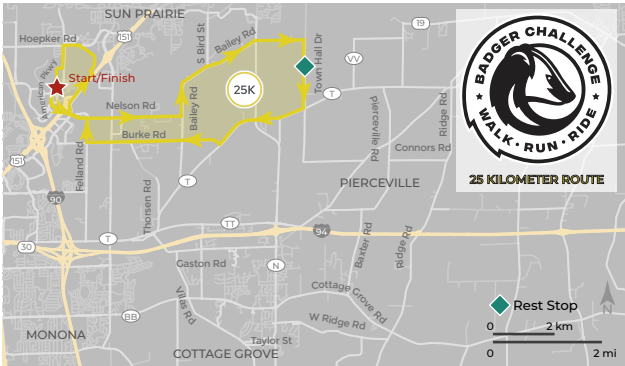 SUN PRAIRIE
Hoepker Rd
151
S Bird St
Bailey Rd
19
Town Hall Dr
VV
American Pkwy
Start/Finish
T
25K
Nelson Rd
Bailey Rd
Burke Rd
Pierceville Rd
Ridge Rd
Connors Rd
151
Felland Rd
90
Thorsen Rd
T
PIERCEVILLE
BADGER CHALLENGE
WALK • RUN • RIDE
25 KILOMETER ROUTE
30
T
TT
94
Baxter Rd
Ridge Rd
Gaston Rd
N
Vilas Rd
Cottage Grove Rd
BB
W Ridge Rd
MONONA
Taylor St
COTTAGE GROVE
N
Rest Stop
0 2 km
0 2 mi